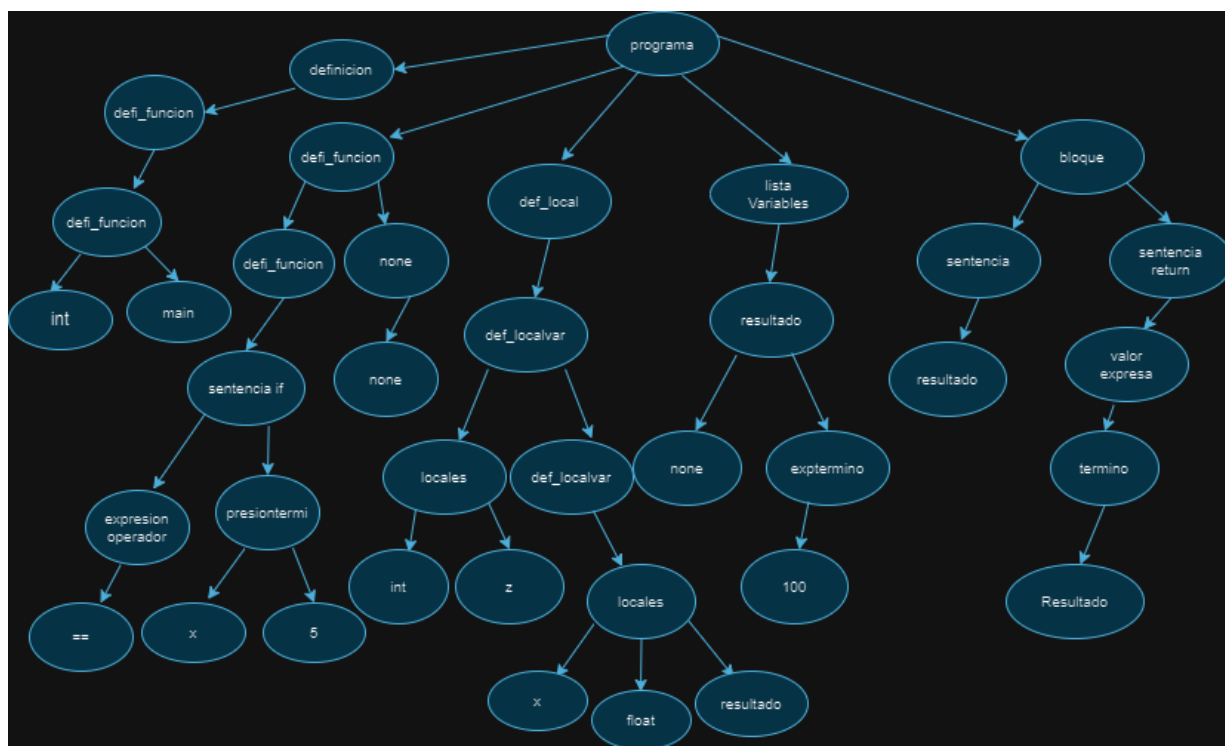 programa
definicion
defi_funcion
defi_funcion
bloque
def_local
lista
Variables
defi_funcion
defi_funcion
none
sentencia
sentencia
return
int
main
def_localvar
resultado
sentencia if
none
resultado
valor
expresa
locales
def_localvar
none
exptermino
termino
expresion
operador
presiontermi
int
z
locales
100
Resultado
==
x
5
x
float
resultado